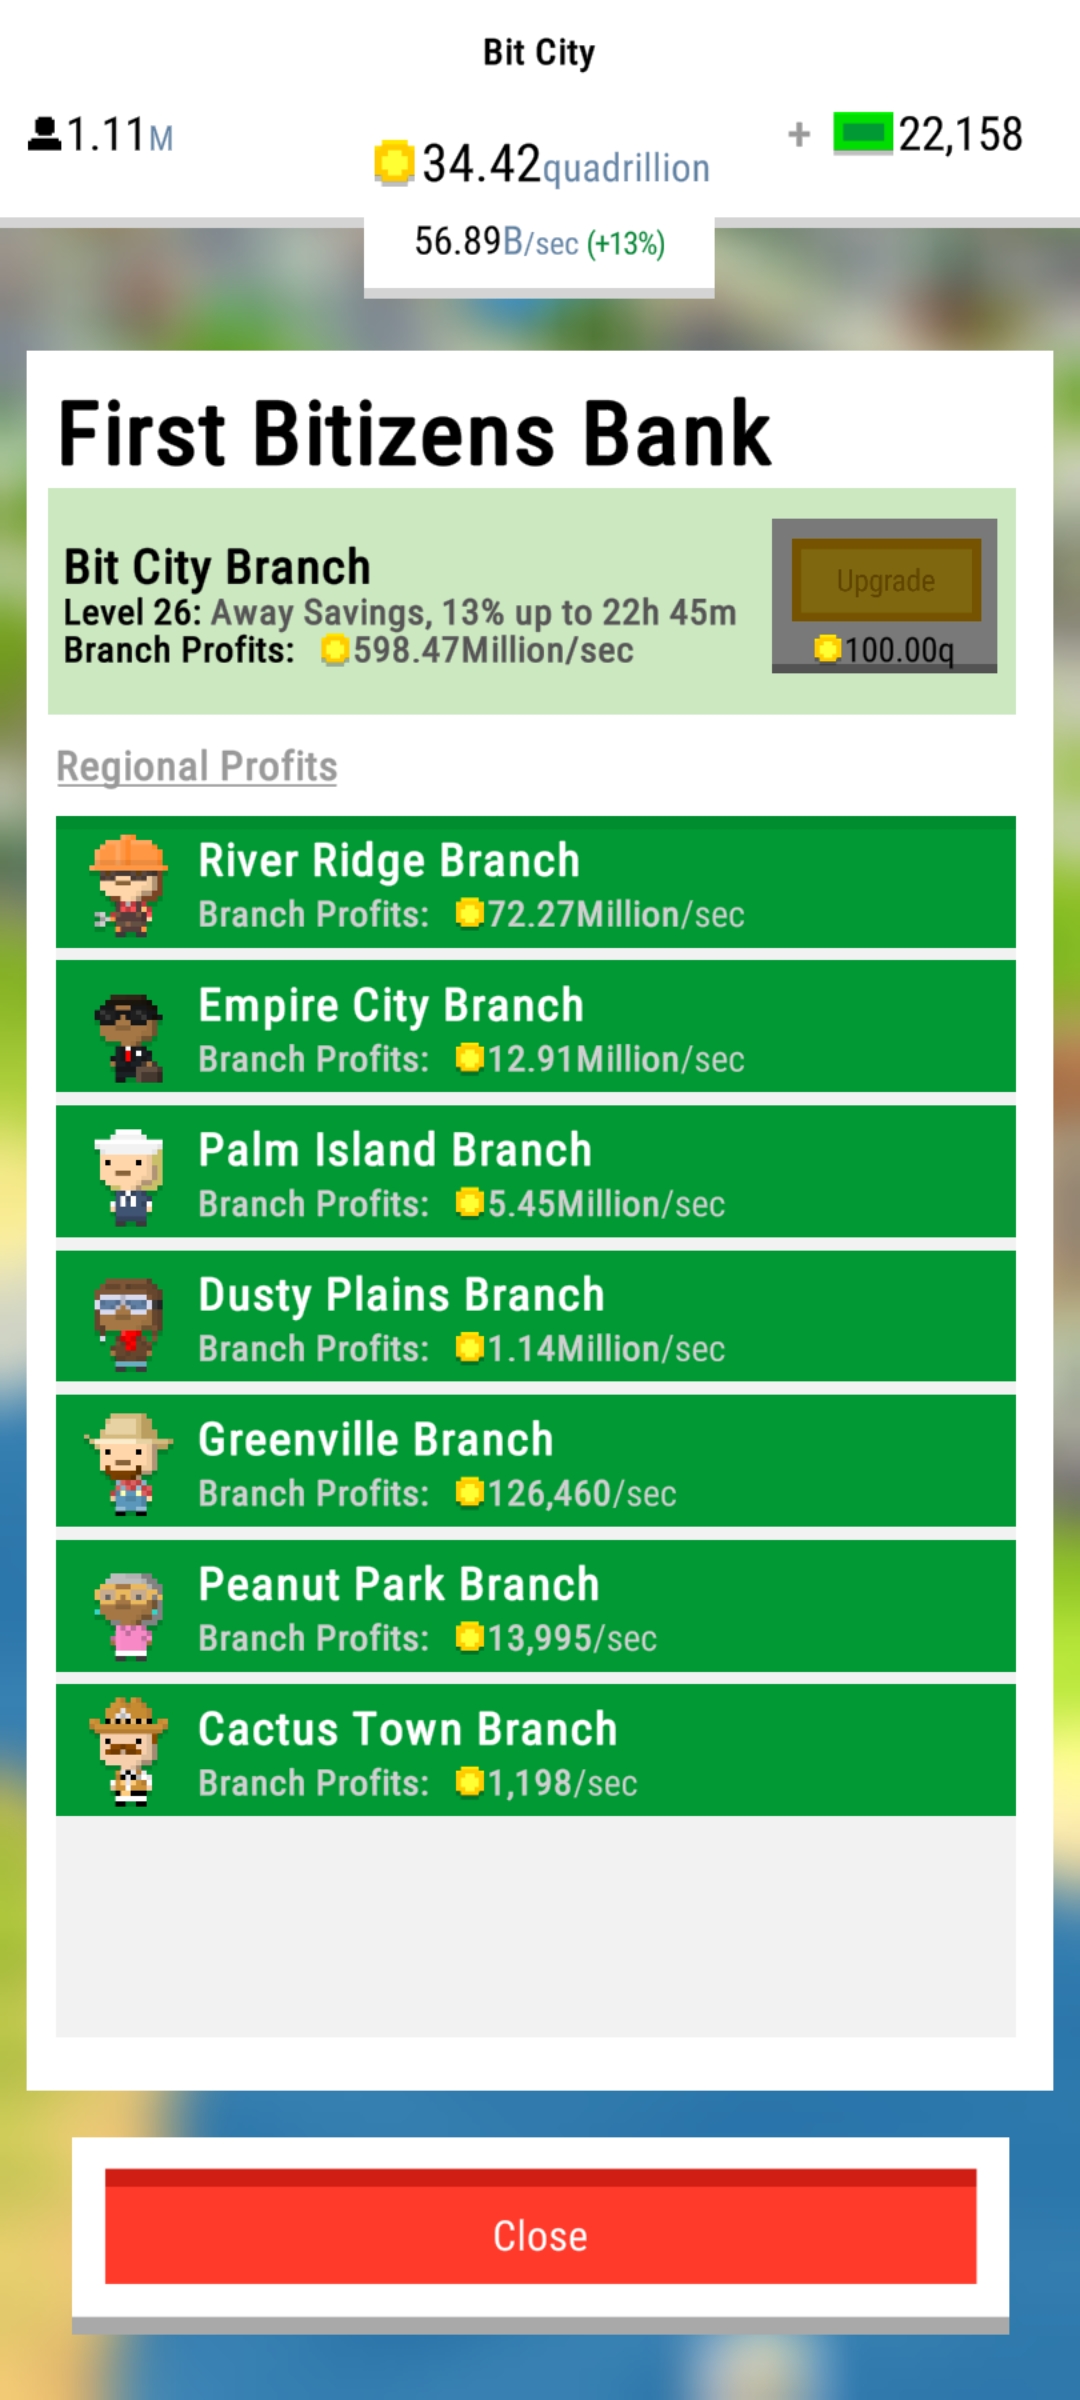 Bit City
1.11M
34.42quadrillion
+ 22,158
56.89B/sec (+13%)
First Bitizens Bank
Bit City Branch
Level 26: Away Savings, 13% up to 22h 45m
Branch Profits: 598.47Million/sec
Upgrade
100.00q
Regional Profits
River Ridge Branch
Branch Profits: 72.27Million/sec
Empire City Branch
Branch Profits: 12.91Million/sec
Palm Island Branch
Branch Profits: 5.45Million/sec
Dusty Plains Branch
Branch Profits: 1.14Million/sec
Greenville Branch
Branch Profits: 126,460/sec
Peanut Park Branch
Branch Profits: 13,995/sec
Cactus Town Branch
Branch Profits: 1,198/sec
Close